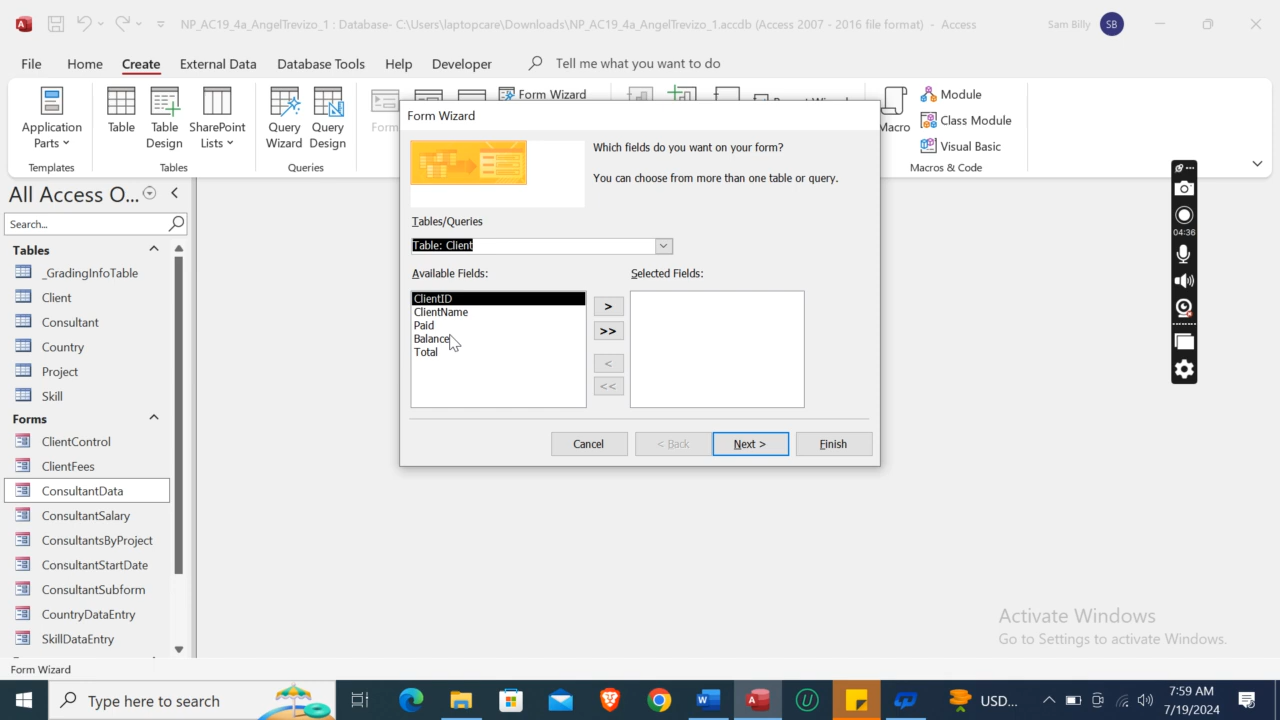 NP_AC19_4a_AngelTrevizo_1 : Database- C:\Users\laptopcare\Downloads\NP_AC19_4a_AngelTrevizo_1.accdb (Access 2007 - 2016 file format) - Access
Sam Billy SB
File Home Create External Data Database Tools Help Developer Tell me what you want to do
Application Parts
Templates
Table
Table Design
SharePoint Lists
Tables
Query Wizard
Query Design
Queries
Form
Form Wizard
Macro
Module
Class Module
Visual Basic
Macros & Code
All Access O...
Search...
Tables
_GradingInfoTable
Client
Consultant
Country
Project
Skill
Forms
ClientControl
ClientFees
ConsultantData
ConsultantSalary
ConsultantsByProject
ConsultantStartDate
ConsultantSubform
CountryDataEntry
SkillDataEntry
Form Wizard
Which fields do you want on your form?
You can choose from more than one table or query.
Tables/Queries
Table: Client
Available Fields:
Selected Fields:
ClientID
ClientName
Paid
Balance
Total
>
>>
<
<<
Cancel
< Back
Next >
Finish
04:36
Activate Windows
Go to Settings to activate Windows.
Form Wizard
Type here to search
USD...
7:59 AM
7/19/2024